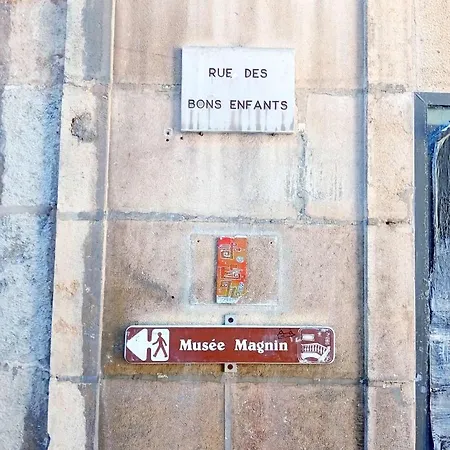 RUE DES
BONS ENFANTS
Musée Magnin